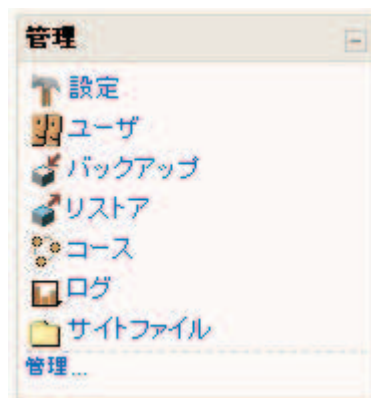 管理
設定
ユーザ
バックアップ
リストア
コース
ログ
サイトファイル
管理...